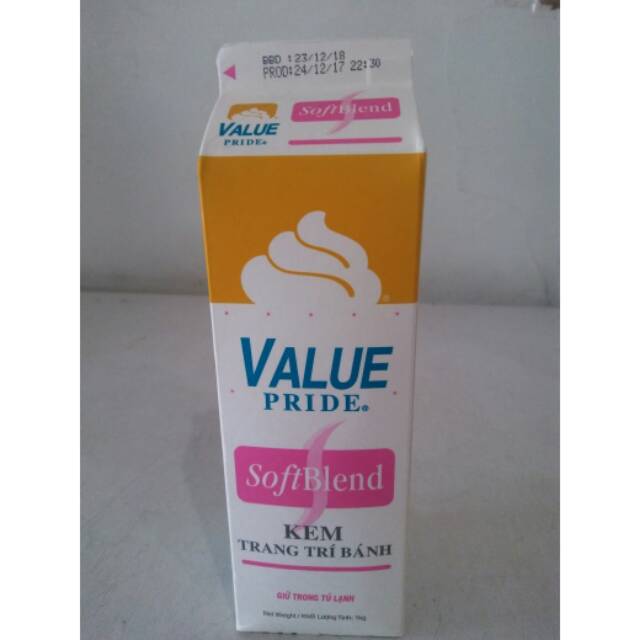 BBD :23/12/18
PROD:24/12/17 22:30
VALUE
PRIDE®
SoftBlend
®
VALUE
PRIDE®
SoftBlend
KEM
TRANG TRÍ BÁNH
GIỮ TRONG TỦ LẠNH
Net Weight / Khối Lượng Tịnh: 1kg